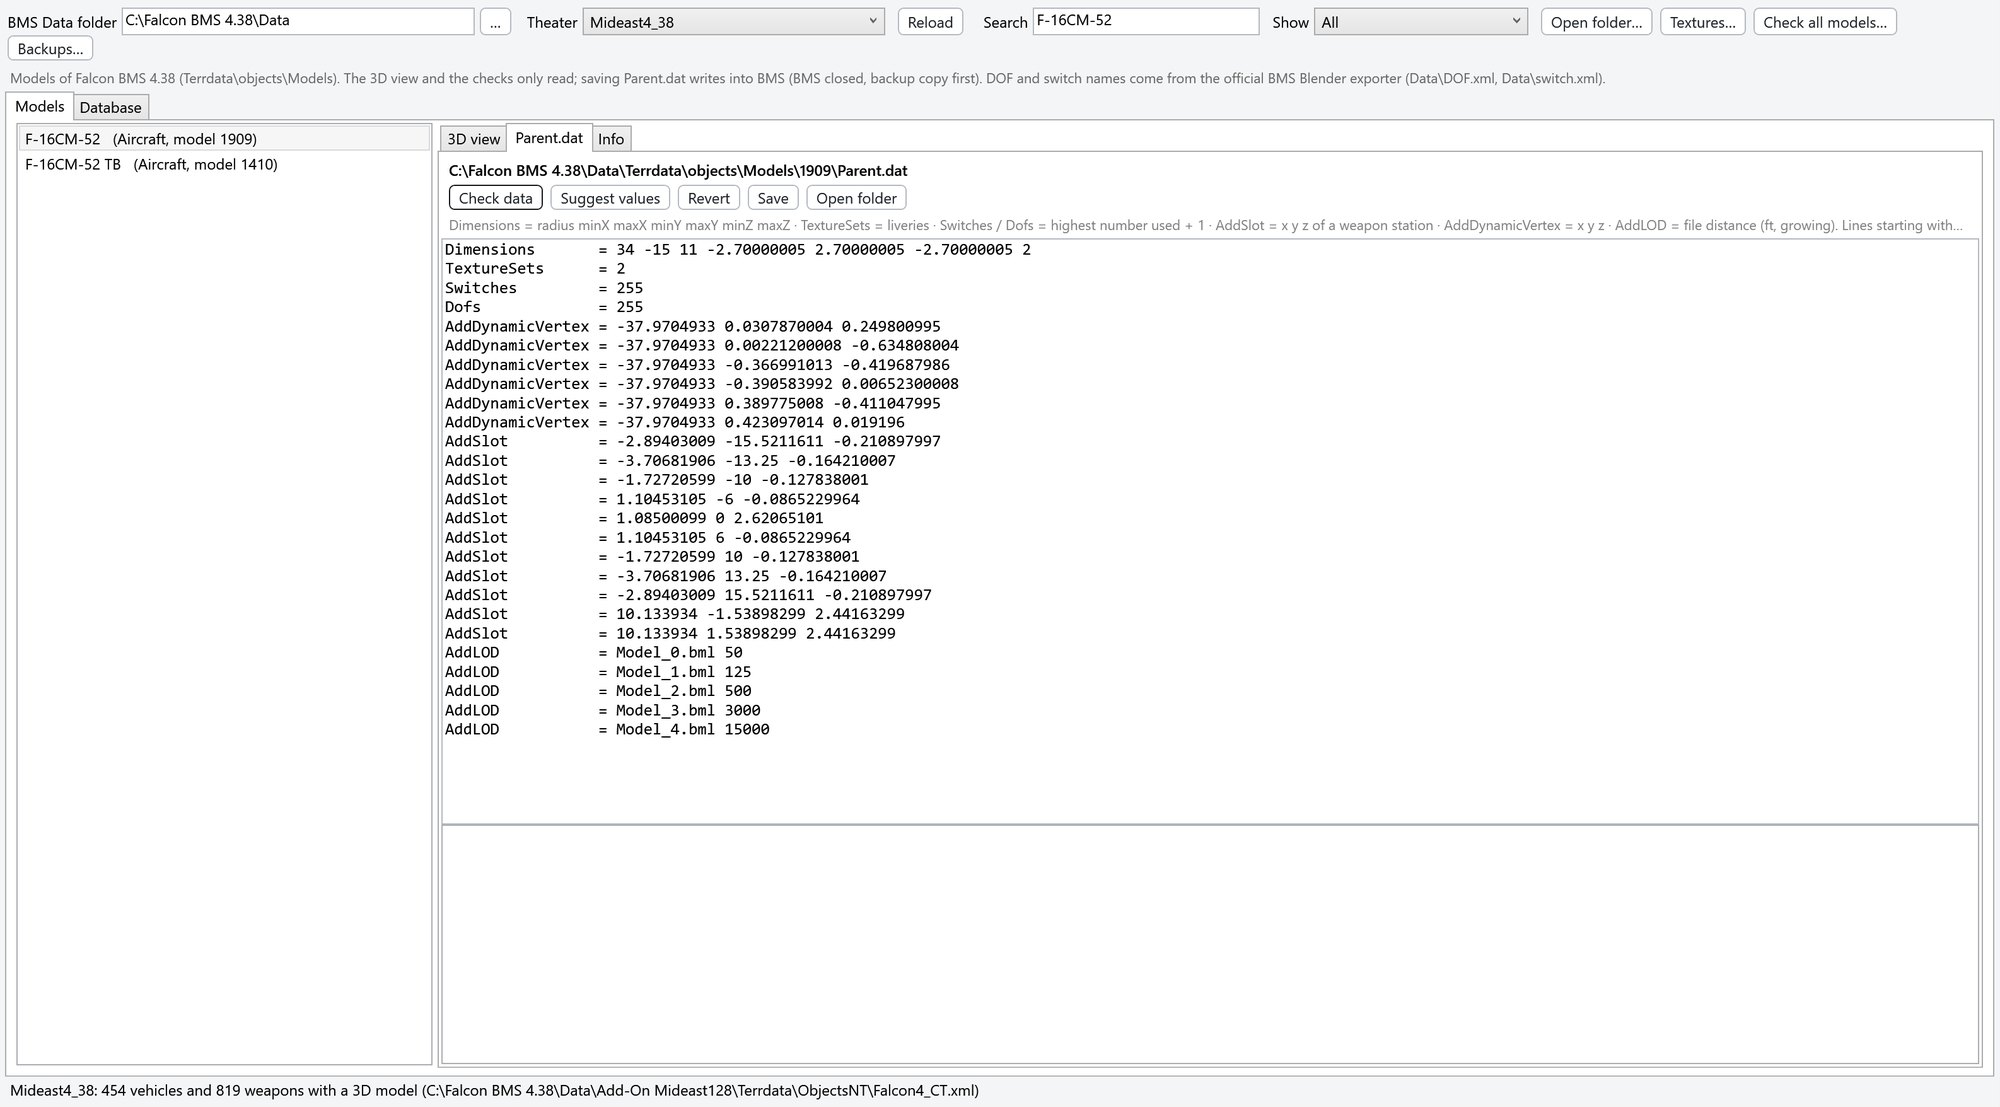 BMS Data folder C:\Falcon BMS 4.38\Data ... Theater Mideast4_38 Reload Search F-16CM-52 Show All Open folder... Textures... Check all models...
Backups...
Models of Falcon BMS 4.38 (Terrdata\objects\Models). The 3D view and the checks only read; saving Parent.dat writes into BMS (BMS closed, backup copy first). DOF and switch names come from the official BMS Blender exporter (Data\DOF.xml, Data\switch.xml).
Models Database
F-16CM-52 (Aircraft, model 1909)
F-16CM-52 TB (Aircraft, model 1410)
3D view Parent.dat Info
C:\Falcon BMS 4.38\Data\Terrdata\objects\Models\1909\Parent.dat
Check data Suggest values Revert Save Open folder
Dimensions = radius minX maxX minY maxY minZ maxZ · TextureSets = liveries · Switches / Dofs = highest number used + 1 · AddSlot = x y z of a weapon station · AddDynamicVertex = x y z · AddLOD = file distance (ft, growing). Lines starting with...
Dimensions = 34 -15 11 -2.70000005 2.70000005 -2.70000005 2
TextureSets = 2
Switches = 255
Dofs = 255
AddDynamicVertex = -37.9704933 0.0307870004 0.249800995
AddDynamicVertex = -37.9704933 0.00221200008 -0.634808004
AddDynamicVertex = -37.9704933 -0.366991013 -0.419687986
AddDynamicVertex = -37.9704933 -0.390583992 0.00652300008
AddDynamicVertex = -37.9704933 0.389775008 -0.411047995
AddDynamicVertex = -37.9704933 0.423097014 0.019196
AddSlot = -2.89403009 -15.5211611 -0.210897997
AddSlot = -3.70681906 -13.25 -0.164210007
AddSlot = -1.72720599 -10 -0.127838001
AddSlot = 1.10453105 -6 -0.0865229964
AddSlot = 1.08500099 0 2.62065101
AddSlot = 1.10453105 6 -0.0865229964
AddSlot = -1.72720599 10 -0.127838001
AddSlot = -3.70681906 13.25 -0.164210007
AddSlot = -2.89403009 15.5211611 -0.210897997
AddSlot = 10.133934 -1.53898299 2.44163299
AddSlot = 10.133934 1.53898299 2.44163299
AddLOD = Model_0.bml 50
AddLOD = Model_1.bml 125
AddLOD = Model_2.bml 500
AddLOD = Model_3.bml 3000
AddLOD = Model_4.bml 15000
Mideast4_38: 454 vehicles and 819 weapons with a 3D model (C:\Falcon BMS 4.38\Data\Add-On Mideast128\Terrdata\ObjectsNT\Falcon4_CT.xml)